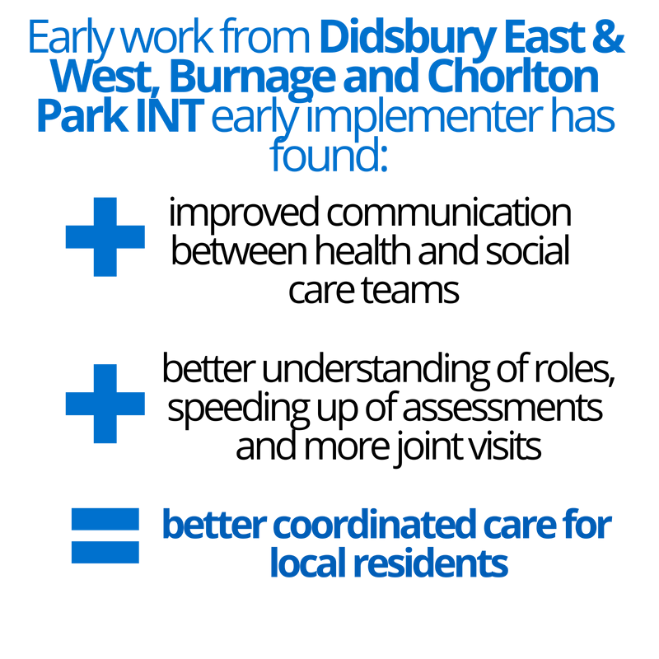 Early work from Didsbury East &
West, Burnage and Chorlton
Park INT early implementer has
found:
improved communication
between health and social
care teams
better understanding of roles,
speeding up of assessments
and more joint visits
better coordinated care for
local residents